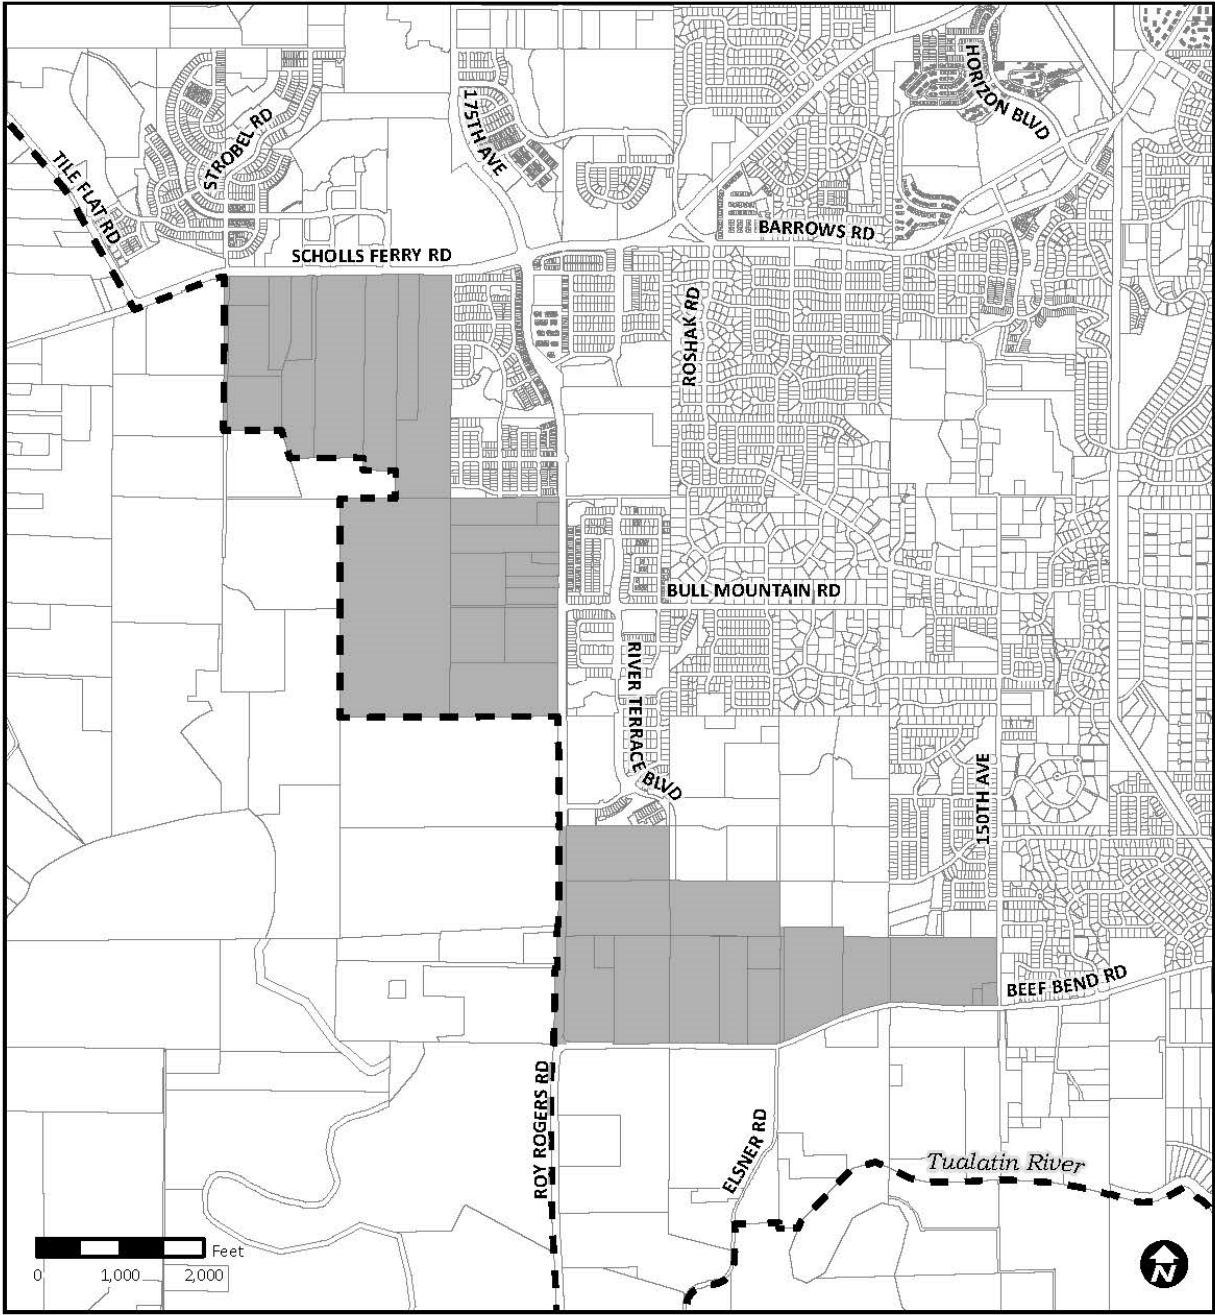 HORIZON BLVD
175TH AVE
STROBEL RD
TILE FLAT RD
BARROWS RD
SCHOLLS FERRY RD
ROSHAK RD
BULL MOUNTAIN RD
RIVER TERRACE BLVD
150TH AVE
BEEF BEND RD
ROY ROGERS RD
ELSNER RD
Tualatin River
Feet
0 1,000 2,000
N